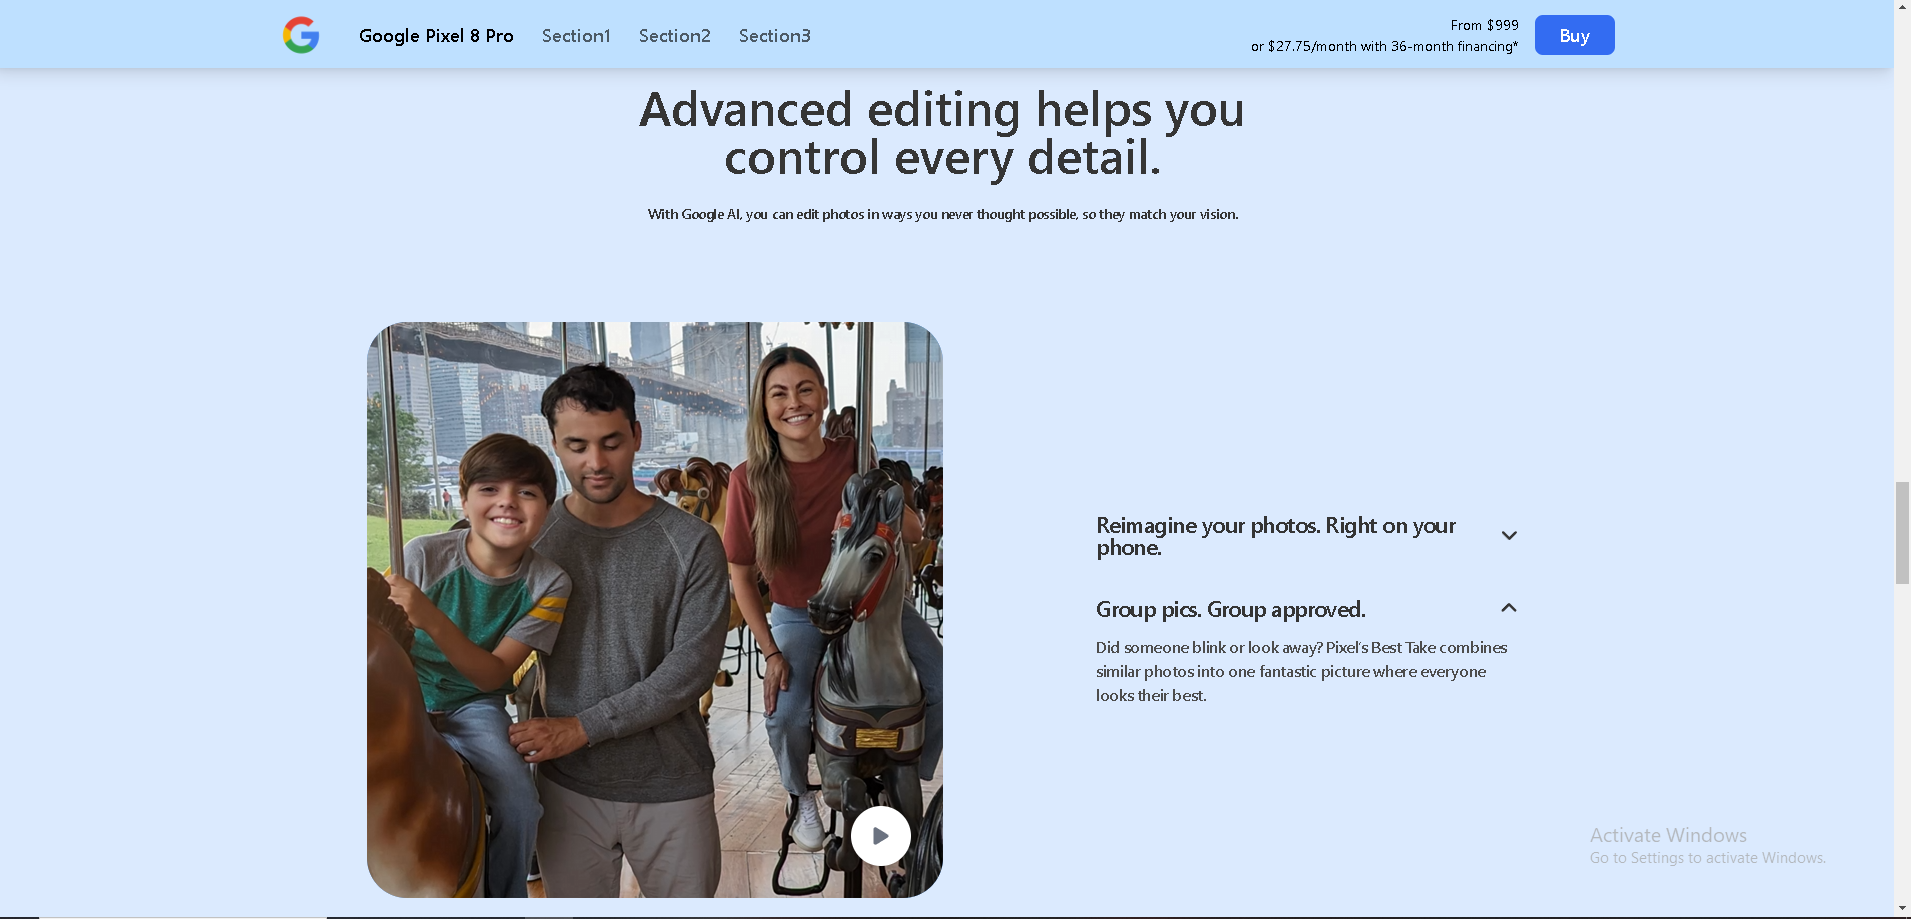 Google Pixel 8 Pro Section1 Section2 Section3
From $999
or $27.75/month with 36-month financing*
Buy
Advanced editing helps you
control every detail.
With Google AI, you can edit photos in ways you never thought possible, so they match your vision.
Reimagine your photos. Right on your
phone.
Group pics. Group approved.
Did someone blink or look away? Pixel's Best Take combines
similar photos into one fantastic picture where everyone
looks their best.
Activate Windows
Go to Settings to activate Windows.